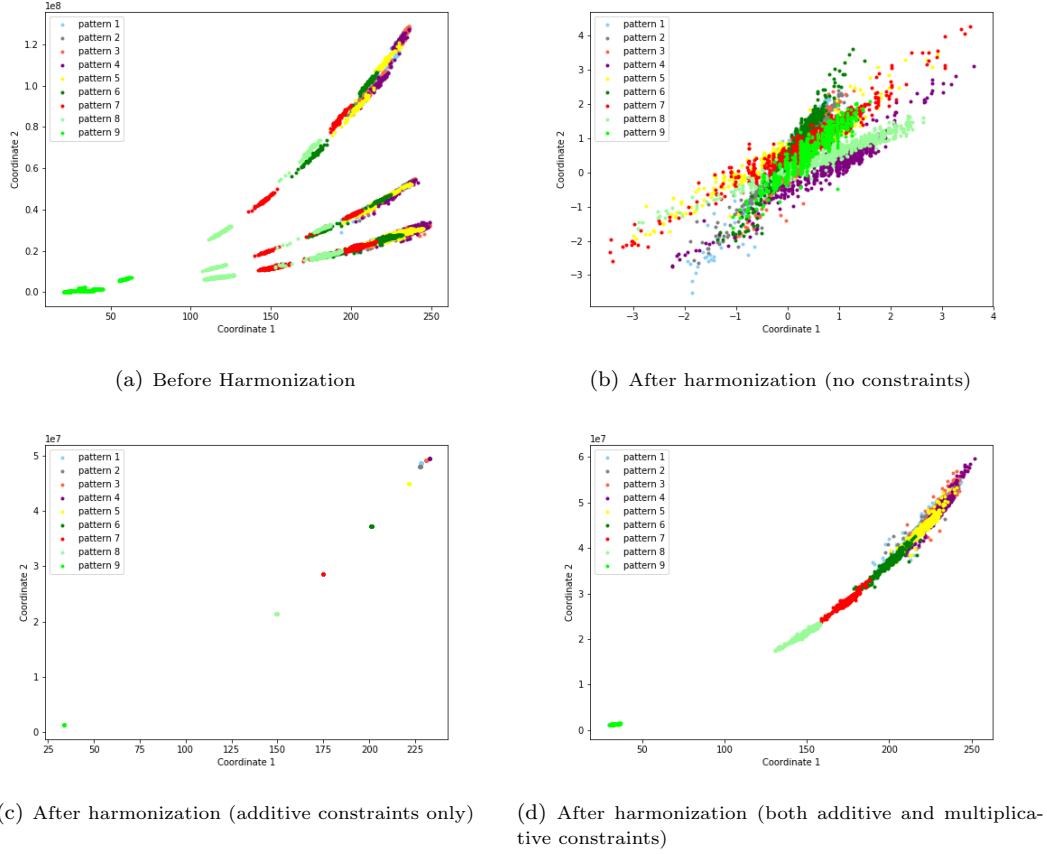 1e8
pattern 1
pattern 2
pattern 3
pattern 4
pattern 5
pattern 6
pattern 7
pattern 8
pattern 9
1.2
1.0
0.8
0.6
0.4
0.2
0.0
Coordinate 2
50
100
150
200
250
Coordinate 1
(a) Before Harmonization
pattern 1
pattern 2
pattern 3
pattern 4
pattern 5
pattern 6
pattern 7
pattern 8
pattern 9
4
3
2
1
0
−1
−2
−3
Coordinate 2
−3
−2
−1
0
1
2
3
4
Coordinate 1
(b) After harmonization (no constraints)
1e7
pattern 1
pattern 2
pattern 3
pattern 4
pattern 5
pattern 6
pattern 7
pattern 8
pattern 9
5
4
3
2
1
0
Coordinate 2
25
50
75
100
125
150
175
200
225
Coordinate 1
(c) After harmonization (additive constraints only)
1e7
pattern 1
pattern 2
pattern 3
pattern 4
pattern 5
pattern 6
pattern 7
pattern 8
pattern 9
6
5
4
3
2
1
0
Coordinate 2
50
100
150
200
250
Coordinate 1
(d) After harmonization (both additive and multiplica-
tive constraints)